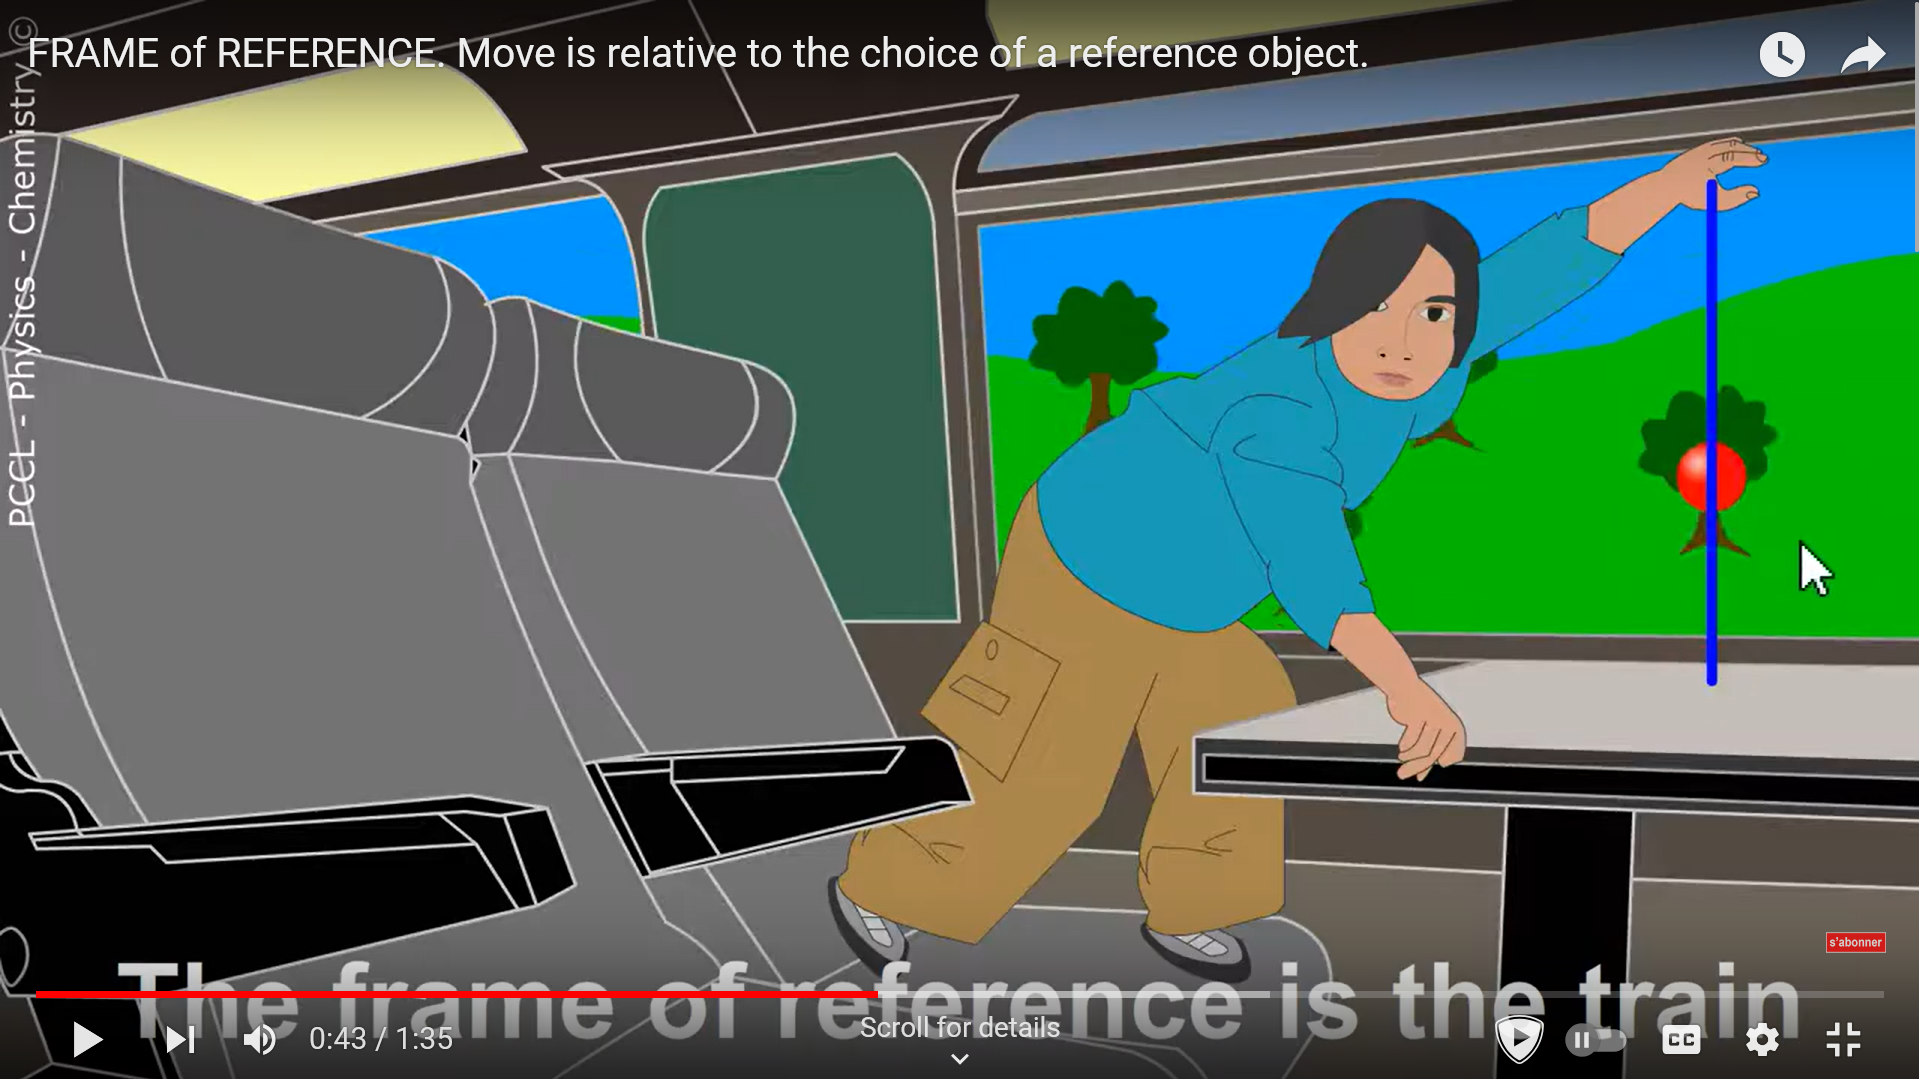 PCCL - Physics - Chemistry ©
FRAME of REFERENCE. Move is relative to the choice of a reference object.
s'abonner
The frame of reference is the train
0:43 / 1:35
Scroll for details
CC